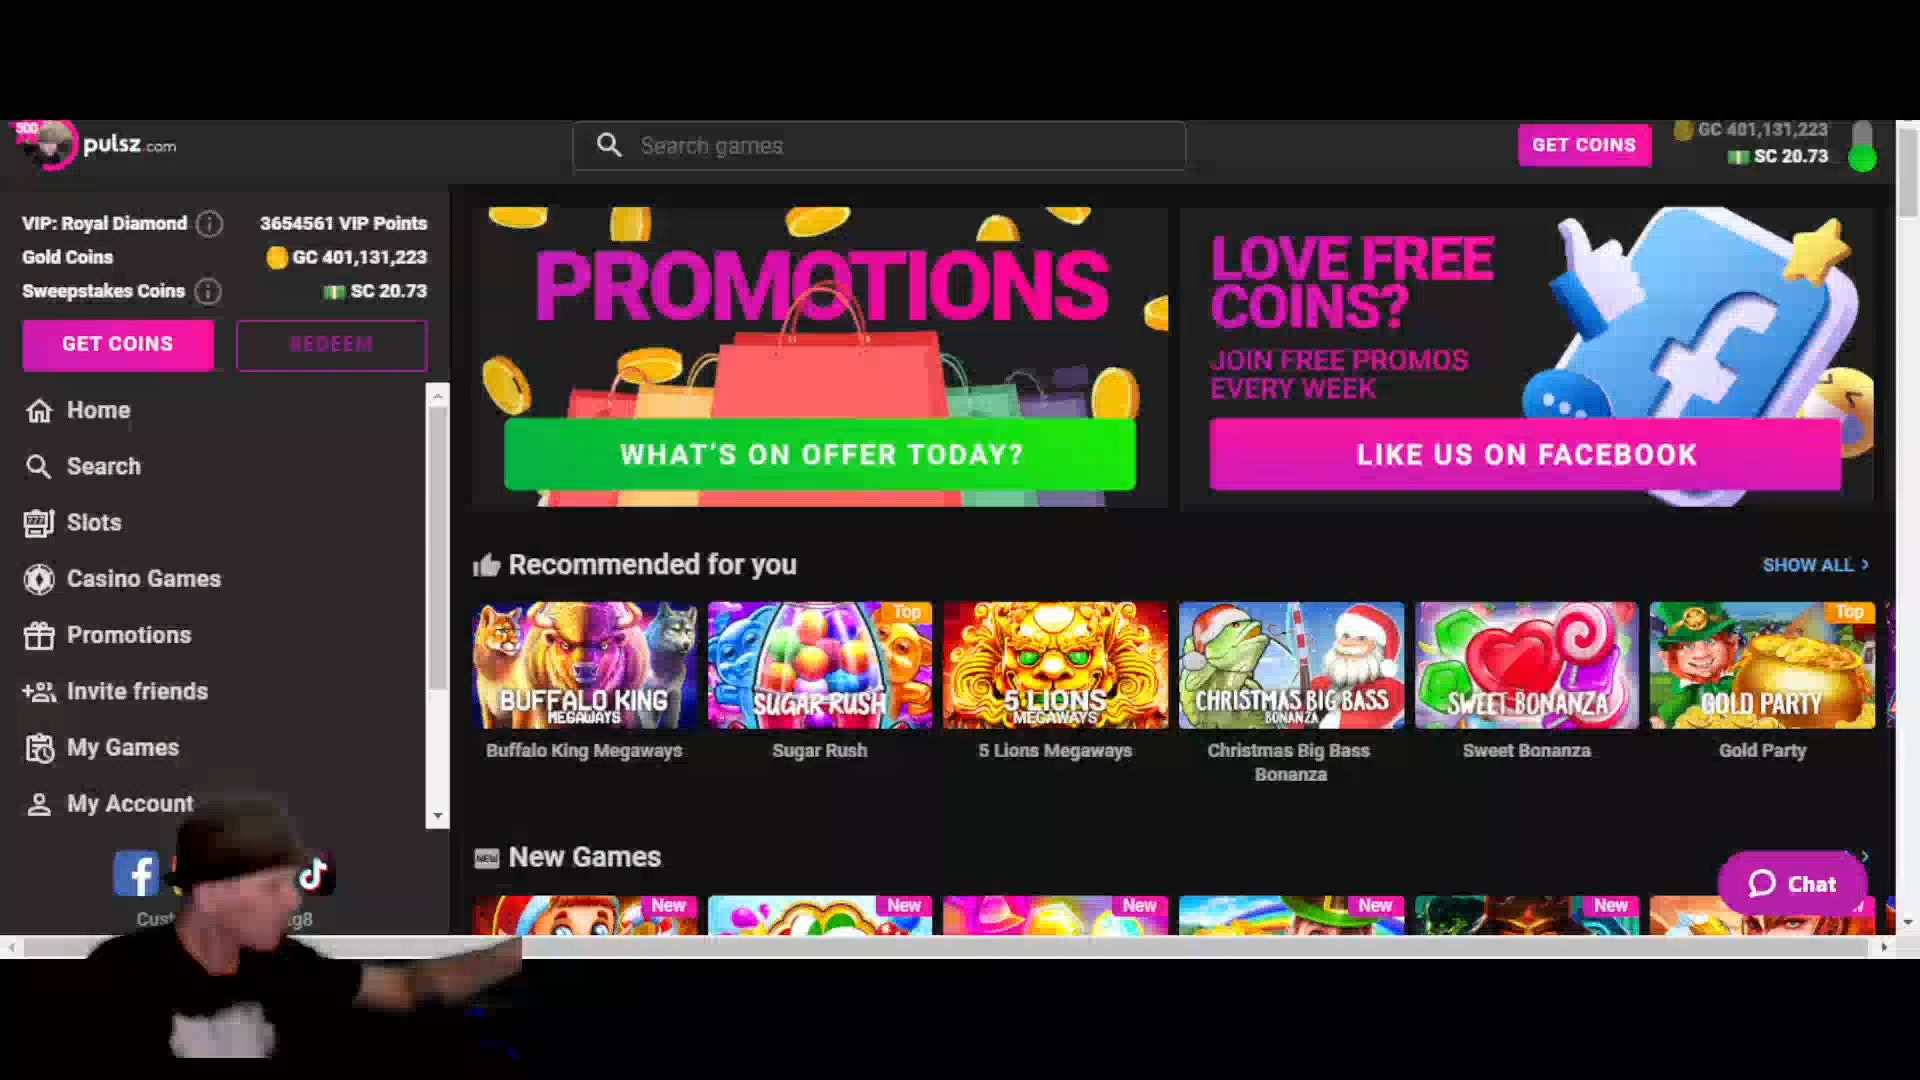 500
pulsz.com
Search games
GET COINS
GC 401,131,223
SC 20.73
VIP: Royal Diamond
3654561 VIP Points
Gold Coins
GC 401,131,223
Sweepstakes Coins
SC 20.73
GET COINS
REDEEM
Home
Search
Slots
Casino Games
Promotions
Invite friends
My Games
My Account
PROMOTIONS
WHAT'S ON OFFER TODAY?
LOVE FREE
COINS?
JOIN FREE PROMOS
EVERY WEEK
LIKE US ON FACEBOOK
Recommended for you
SHOW ALL
BUFFALO KING
MEGAWAYS
Top
SUGAR RUSH
5 LIONS
MEGAWAYS
CHRISTMAS BIG BASS
BONANZA
SWEET BONANZA
Top
GOLD PARTY
Buffalo King Megaways
Sugar Rush
5 Lions Megaways
Christmas Big Bass
Bonanza
Sweet Bonanza
Gold Party
NEW
New Games
New
New
New
New
New
Chat